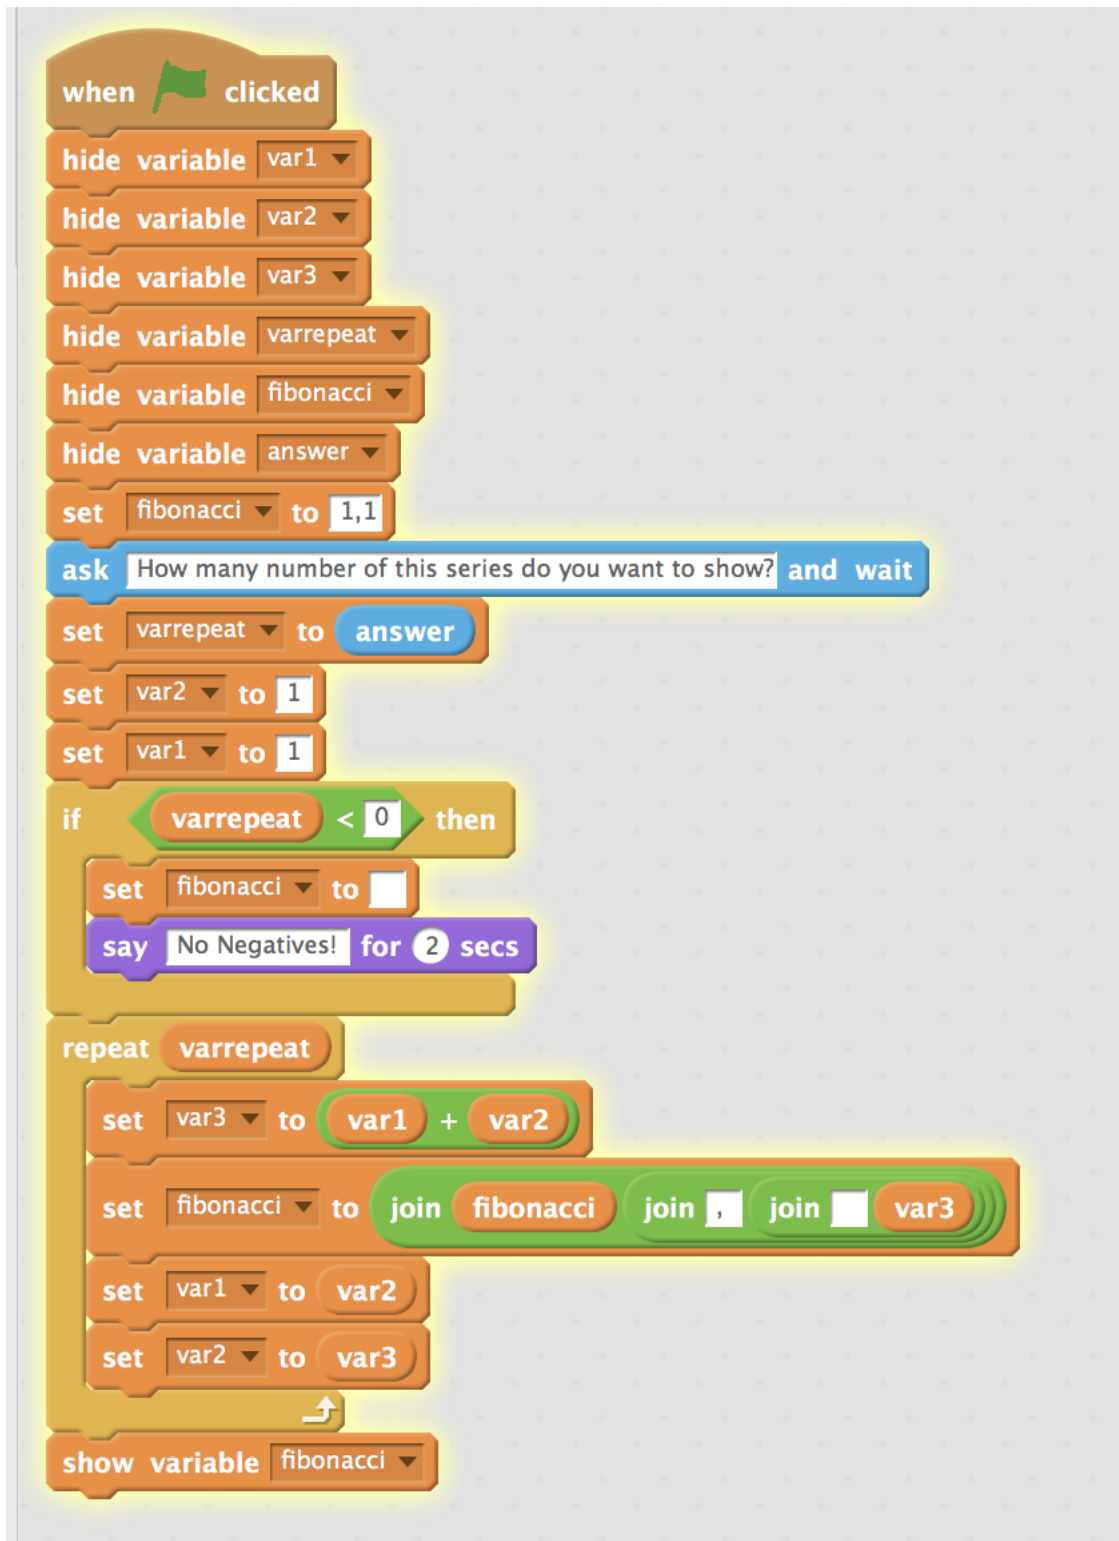 when clicked
hide variable var1
hide variable var2
hide variable var3
hide variable varrepeat
hide variable fibonacci
hide variable answer
set fibonacci to 1,1
ask How many number of this series do you want to show? and wait
set varrepeat to answer
set var2 to 1
set var1 to 1
if varrepeat < 0 then
set fibonacci to
say No Negatives! for 2 secs
repeat varrepeat
set var3 to var1 + var2
set fibonacci to join fibonacci join , join var3
set var1 to var2
set var2 to var3
show variable fibonacci